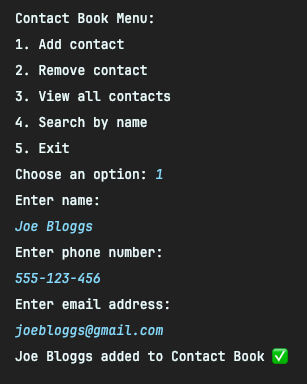 Contact Book Menu:
1. Add contact
2. Remove contact
3. View all contacts
4. Search by name
5. Exit
Choose an option: 1
Enter name:
Joe Bloggs
Enter phone number:
555-123-456
Enter email address:
joebloggs@gmail.com
Joe Bloggs added to Contact Book ✅